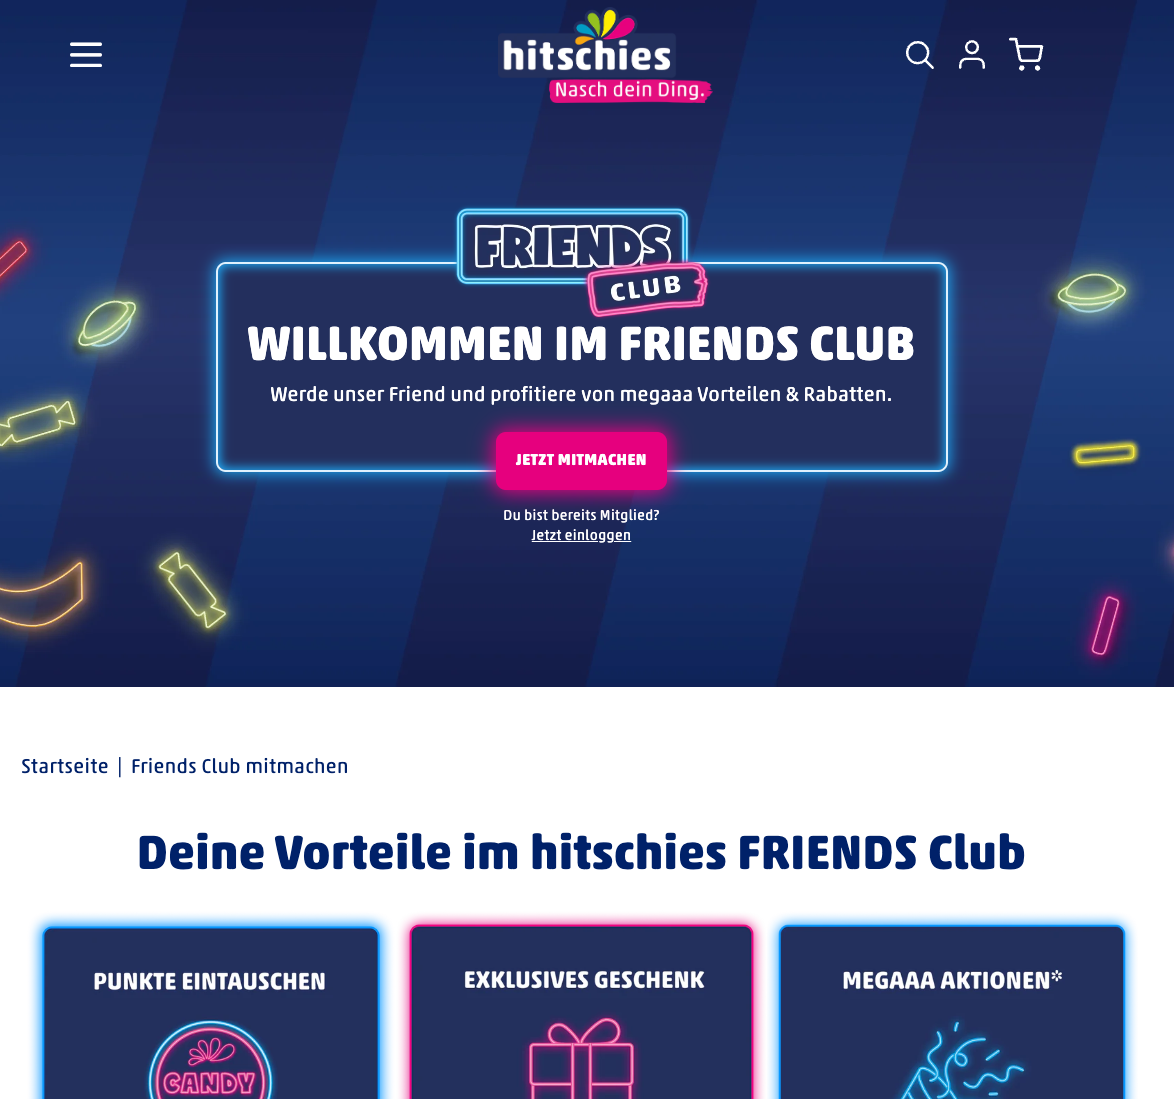 hitschies
Nasch dein Ding.
FRIENDS
CLUB
WILLKOMMEN IM FRIENDS CLUB
Werde unser Friend und profitiere von megaaa Vorteilen & Rabatten.
JETZT MITMACHEN
Du bist bereits Mitglied?
Jetzt einloggen
Startseite | Friends Club mitmachen
Deine Vorteile im hitschies FRIENDS Club
PUNKTE EINTAUSCHEN
EXKLUSIVES GESCHENK
MEGAAA AKTIONEN*
CANDY